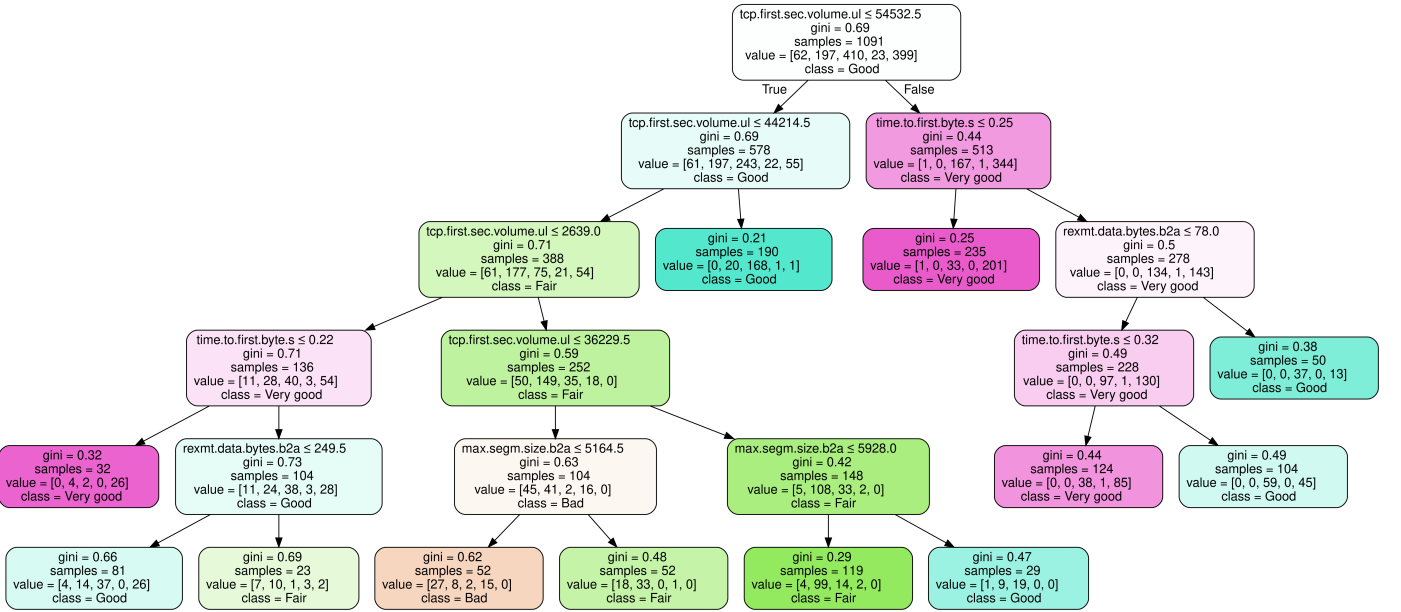 tcp.first.sec.volume.ul ≤ 54532.5
gini = 0.69
samples = 1091
value = [62, 197, 410, 23, 399]
class = Good
True
False
tcp.first.sec.volume.ul ≤ 44214.5
gini = 0.69
samples = 578
value = [61, 197, 243, 22, 55]
class = Good
time.to.first.byte.s ≤ 0.25
gini = 0.44
samples = 513
value = [1, 0, 167, 1, 344]
class = Very good
tcp.first.sec.volume.ul ≤ 2639.0
gini = 0.71
samples = 388
value = [61, 177, 75, 21, 54]
class = Fair
gini = 0.21
samples = 190
value = [0, 20, 168, 1, 1]
class = Good
gini = 0.25
samples = 235
value = [1, 0, 33, 0, 201]
class = Very good
rexmt.data.bytes.b2a ≤ 78.0
gini = 0.5
samples = 278
value = [0, 0, 134, 1, 143]
class = Very good
time.to.first.byte.s ≤ 0.22
gini = 0.71
samples = 136
value = [11, 28, 40, 3, 54]
class = Very good
tcp.first.sec.volume.ul ≤ 36229.5
gini = 0.59
samples = 252
value = [50, 149, 35, 18, 0]
class = Fair
time.to.first.byte.s ≤ 0.32
gini = 0.49
samples = 228
value = [0, 0, 97, 1, 130]
class = Very good
gini = 0.38
samples = 50
value = [0, 0, 37, 0, 13]
class = Good
gini = 0.32
samples = 32
value = [0, 4, 2, 0, 26]
class = Very good
rexmt.data.bytes.b2a ≤ 249.5
gini = 0.73
samples = 104
value = [11, 24, 38, 3, 28]
class = Good
max.segm.size.b2a ≤ 5164.5
gini = 0.63
samples = 104
value = [45, 41, 2, 16, 0]
class = Bad
max.segm.size.b2a ≤ 5928.0
gini = 0.42
samples = 148
value = [5, 108, 33, 2, 0]
class = Fair
gini = 0.44
samples = 124
value = [0, 0, 38, 1, 85]
class = Very good
gini = 0.49
samples = 104
value = [0, 0, 59, 0, 45]
class = Good
gini = 0.66
samples = 81
value = [4, 14, 37, 0, 26]
class = Good
gini = 0.69
samples = 23
value = [7, 10, 1, 3, 2]
class = Fair
gini = 0.62
samples = 52
value = [27, 8, 2, 15, 0]
class = Bad
gini = 0.48
samples = 52
value = [18, 33, 0, 1, 0]
class = Fair
gini = 0.29
samples = 119
value = [4, 99, 14, 2, 0]
class = Fair
gini = 0.47
samples = 29
value = [1, 9, 19, 0, 0]
class = Good